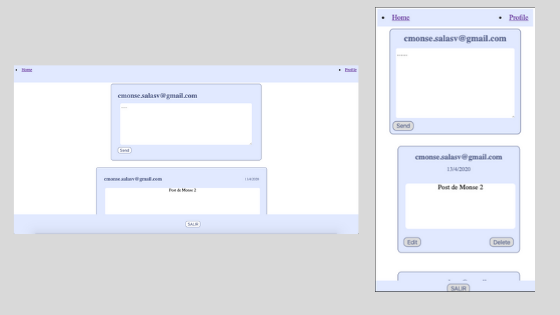 Home
Profile
cmonse.salasv@gmail.com
Send
cmonse.salasv@gmail.com
13/4/2020
Post de Monse 2
SALIR
Home
Profile
cmonse.salasv@gmail.com
Send
cmonse.salasv@gmail.com
13/4/2020
Post de Monse 2
Edit
Delete
SALIR